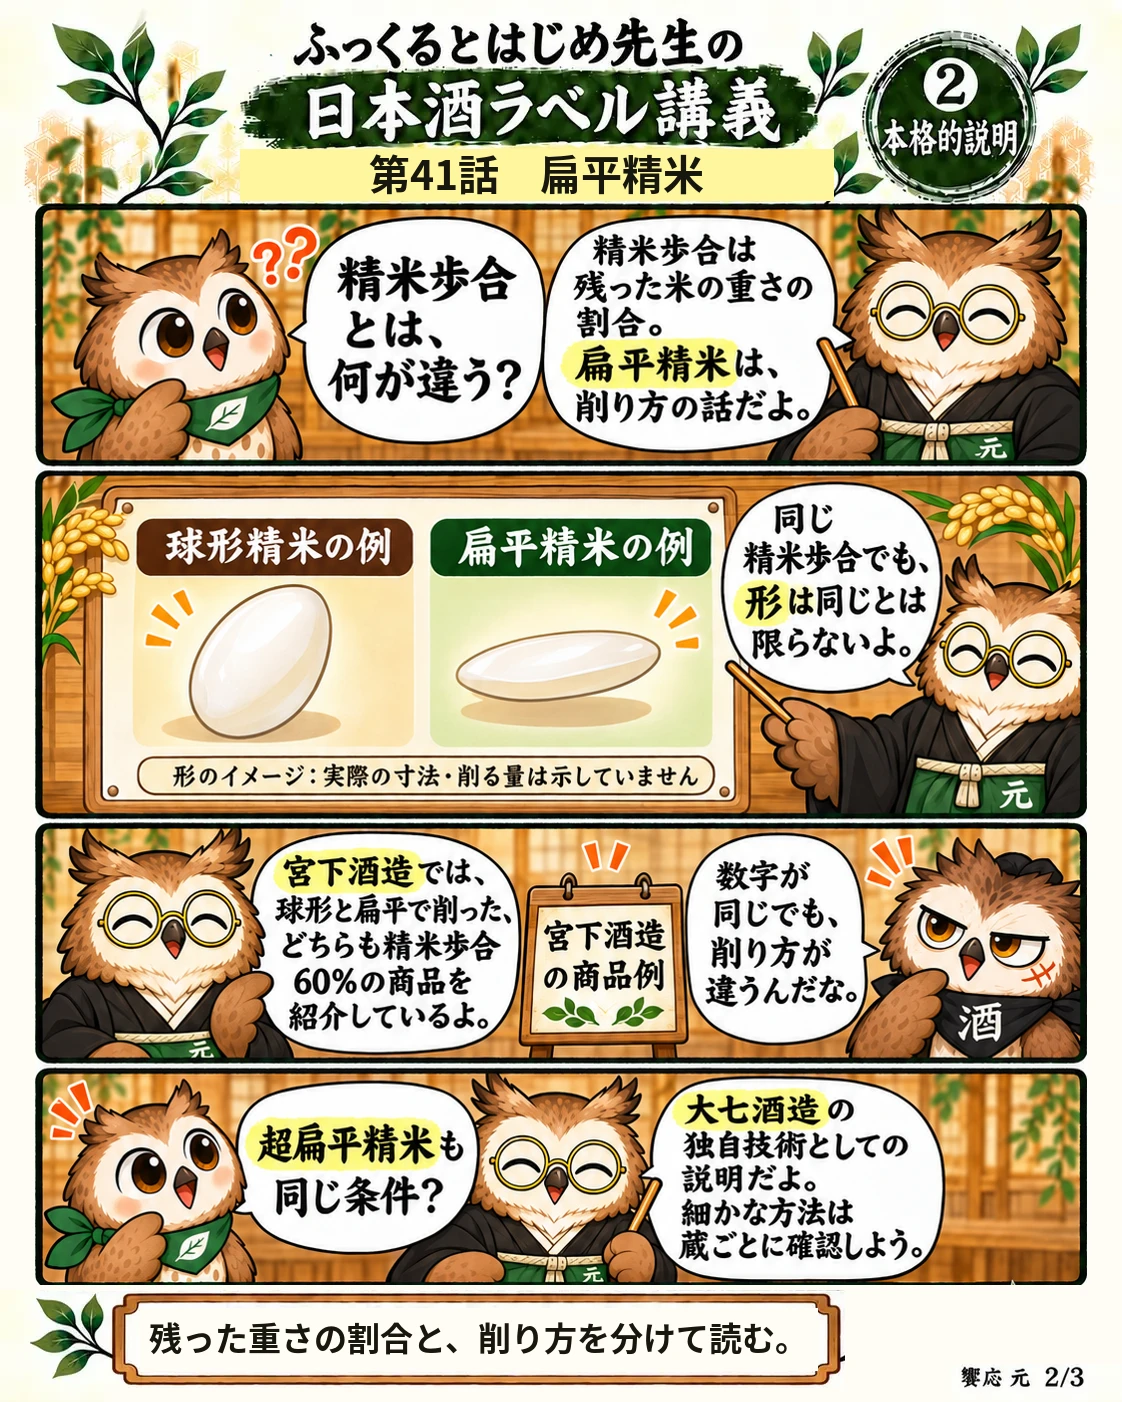 ふっくるとはじめ先生の
日本酒ラベル講義
2
本格的説明
第41話　扁平精米
??
精米歩合
とは、
何が違う?
精米歩合は
残った米の重さの
割合。
扁平精米は、
削り方の話だよ。
元
球形精米の例
扁平精米の例
形のイメージ:実際の寸法・削る量は示していません
同じ
精米歩合でも、
形は同じとは
限らないよ。
元
宮下酒造では、
球形と扁平で削った、
どちらも精米歩合
60%の商品を
紹介しているよ。
元
宮下酒造
の商品例
数字が
同じでも、
削り方が
違うんだな。
酒
超扁平精米も
同じ条件?
元
大七酒造の
独自技術としての
説明だよ。
細かな方法は
蔵ごとに確認しよう。
残った重さの割合と、削り方を分けて読む。
饗応 元 2/3